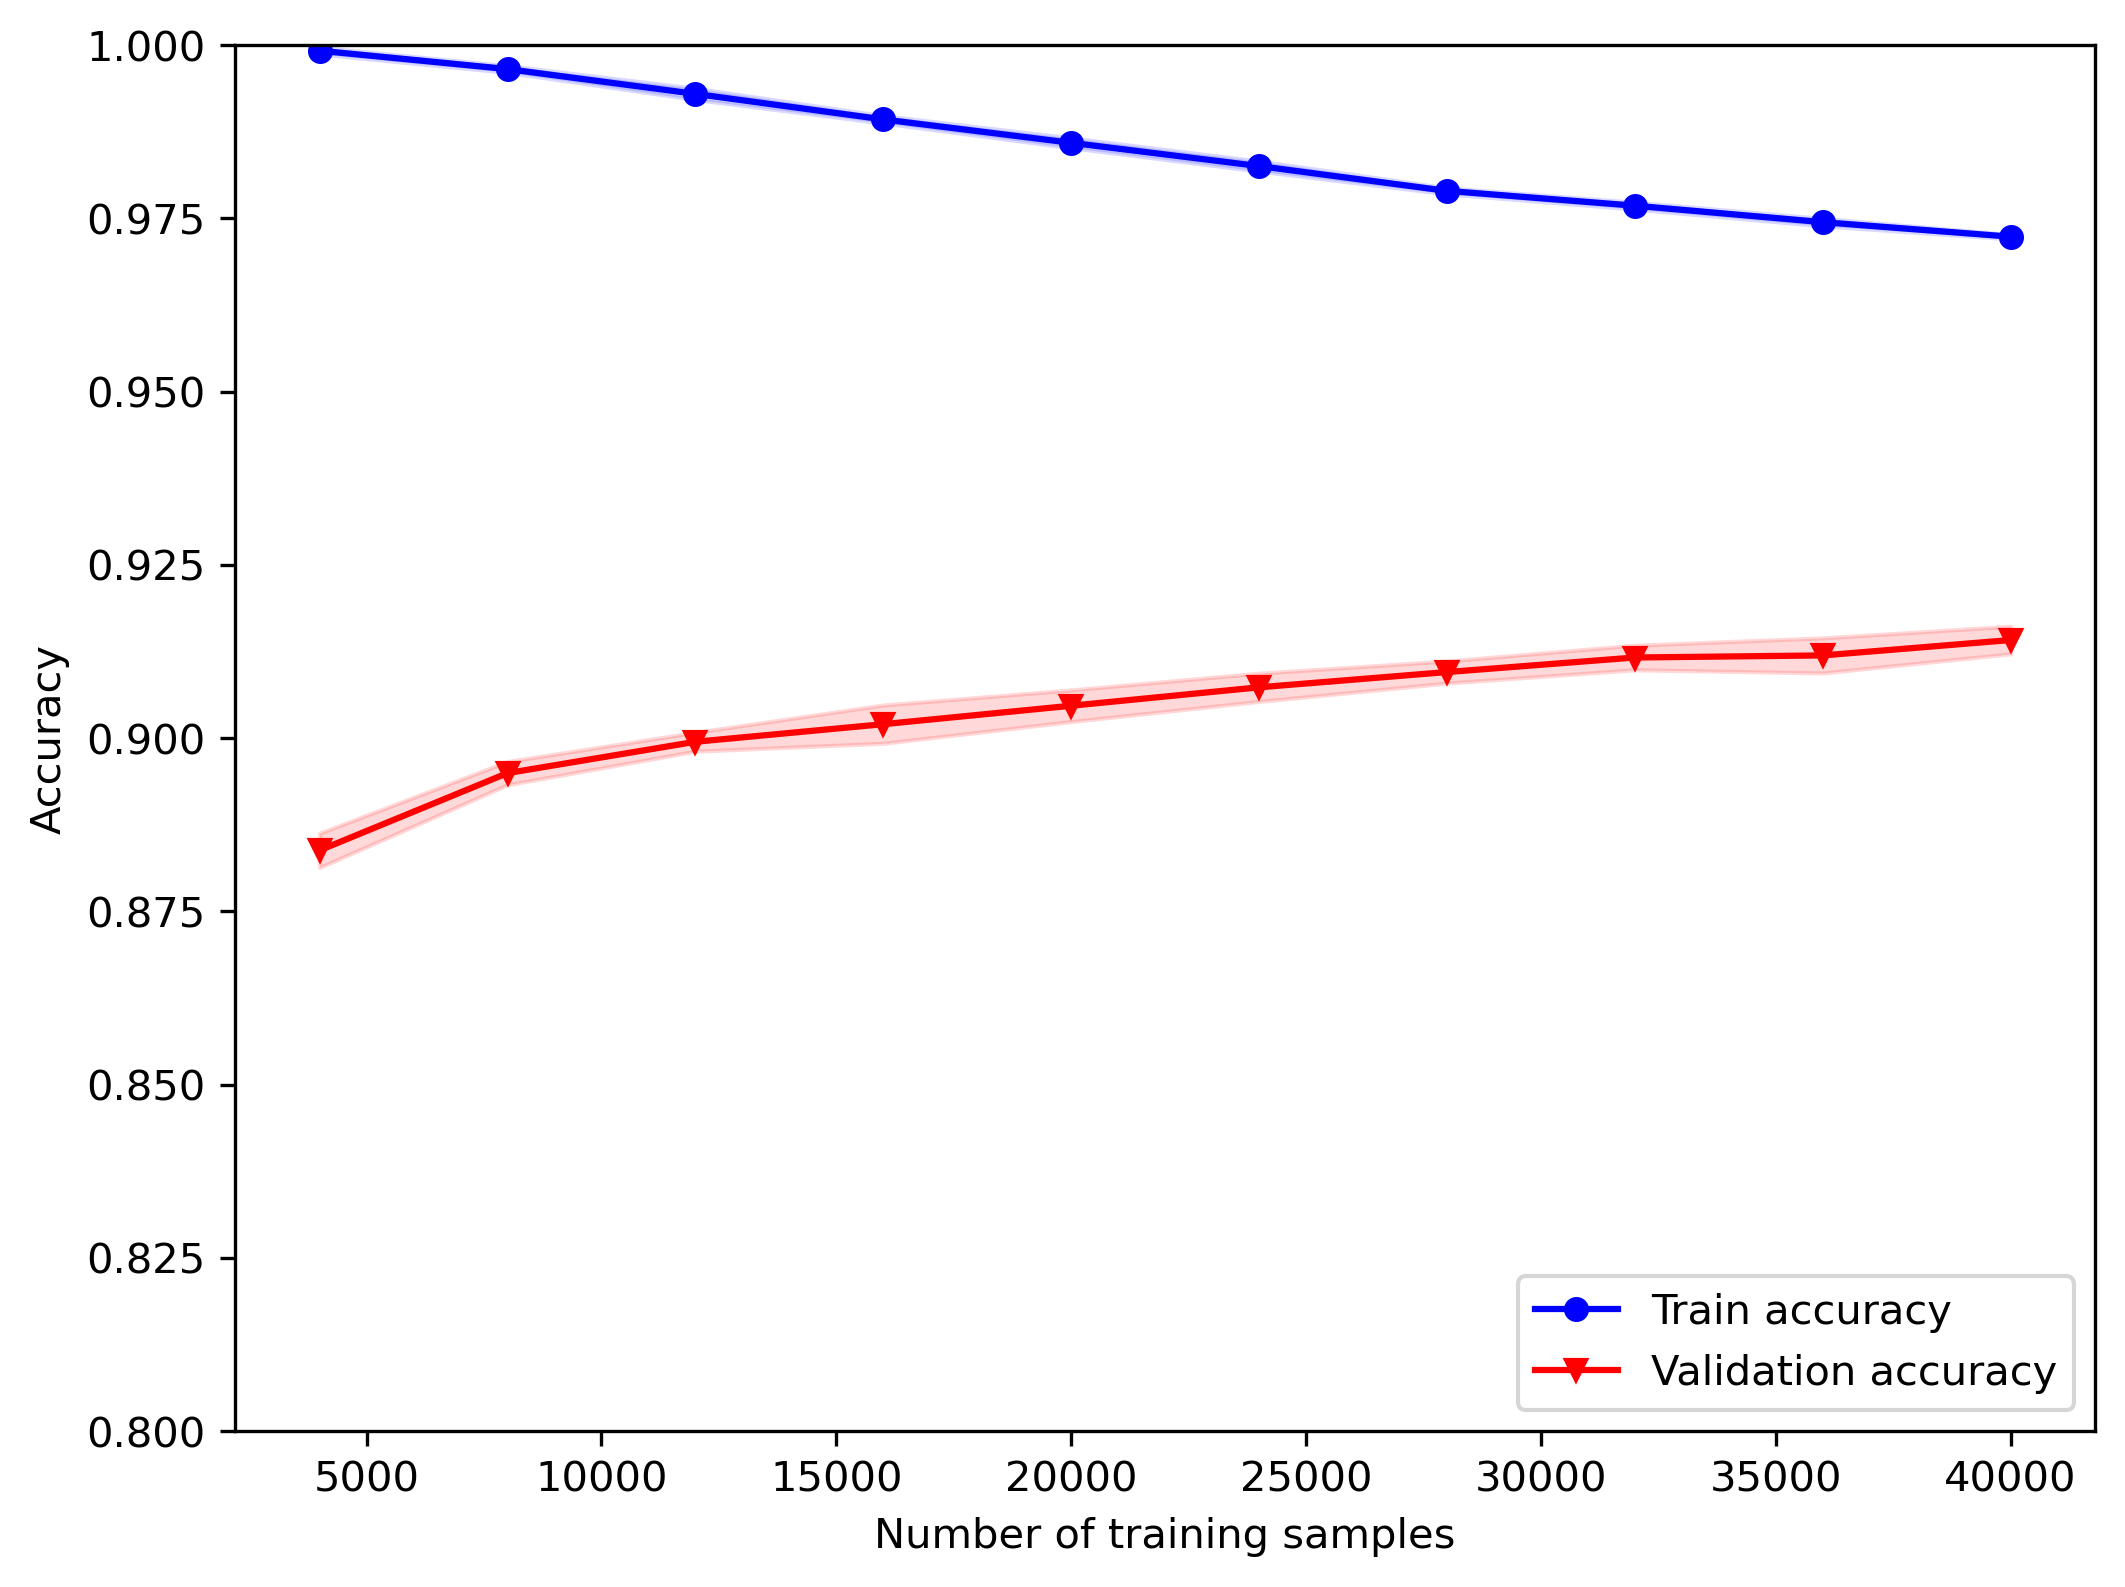 1.000
0.975
0.950
0.925
0.900
0.875
0.850
0.825
0.800
Accuracy
5000 10000 15000 20000 25000 30000 35000 40000
Number of training samples
Train accuracy
Validation accuracy